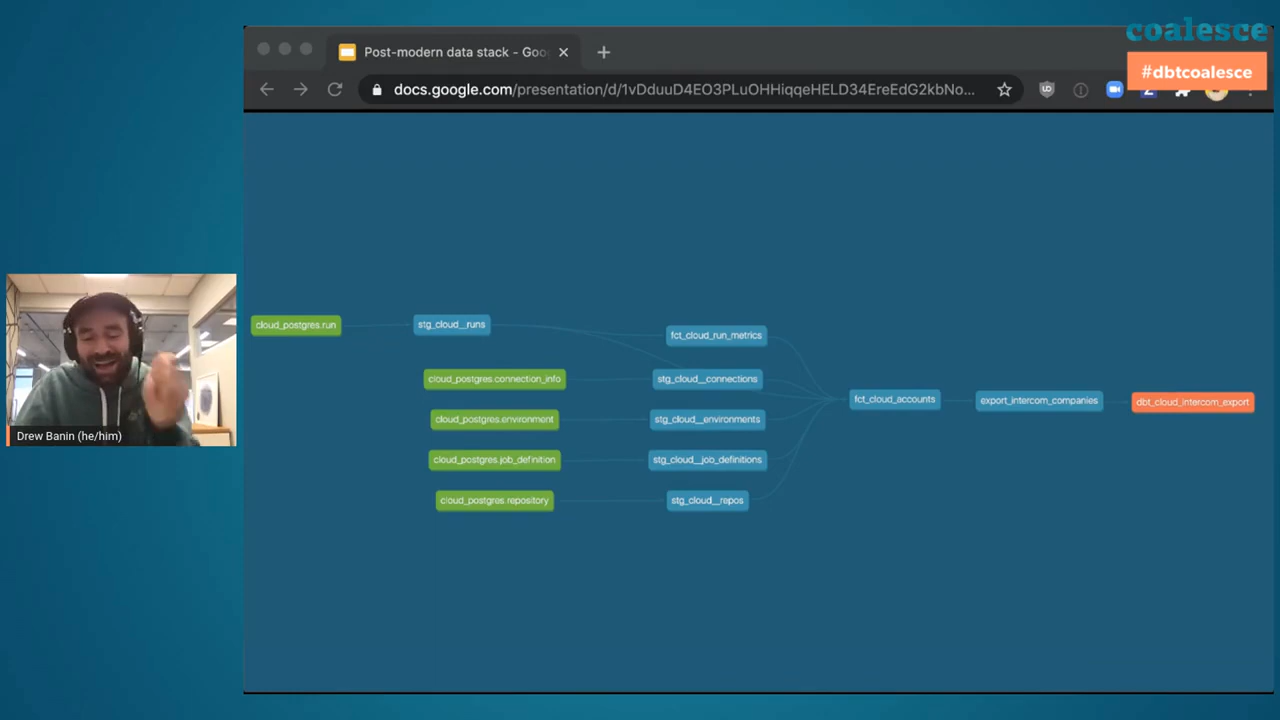 coalesce
#dbtcoalesce
Post-modern data stack - Goo
docs.google.com/presentation/d/1vDduuD4EO3PLuOHHiqqeHELD34EreEdG2kbNo...
cloud_postgres.run
stg_cloud__runs
fct_cloud_run_metrics
cloud_postgres.connection_info
stg_cloud__connections
fct_cloud_accounts
export_intercom_companies
dbt_cloud_intercom_export
cloud_postgres.environment
stg_cloud__environments
cloud_postgres.job_definition
stg_cloud__job_definitions
cloud_postgres.repository
stg_cloud__repos
Drew Banin (he/him)